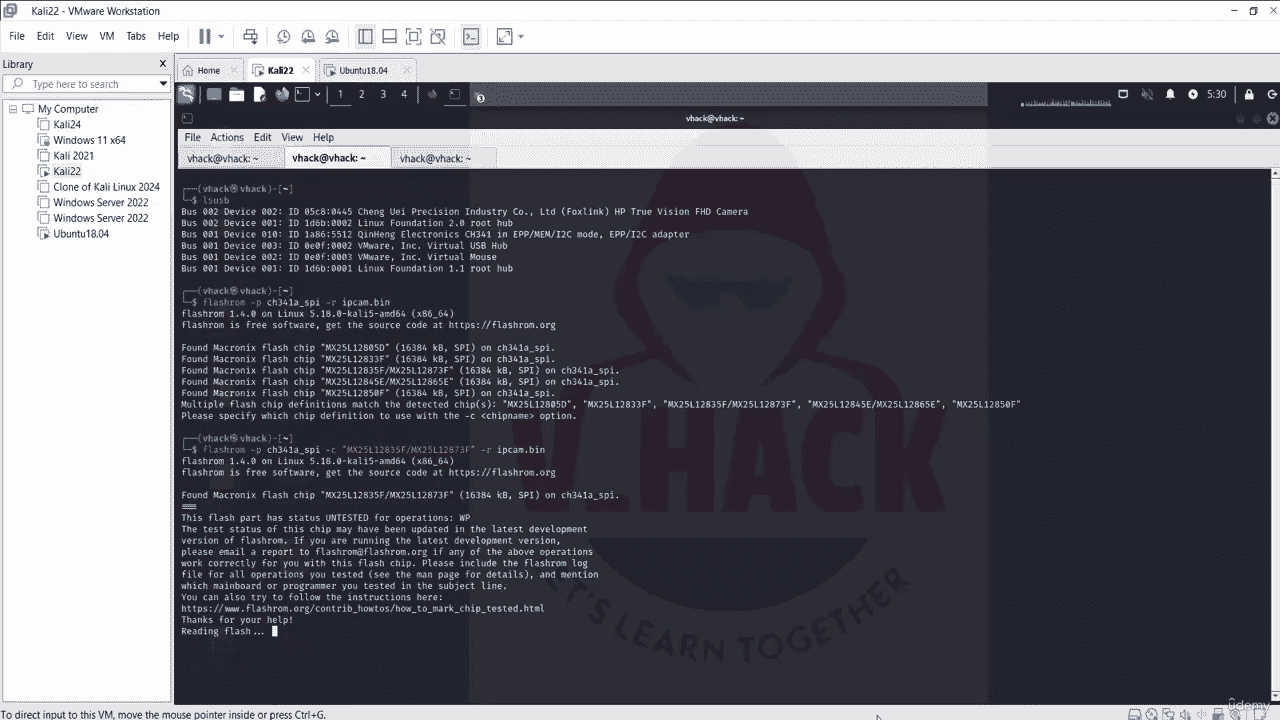 Kali22 - VMware Workstation
File Edit View VM Tabs Help
Library X
Home Kali22 Ubuntu18.04
Type here to search
1 2 3 4 5:30
My Computer
Kali24
Windows 11 x64
Kali 2021
Kali22
Clone of Kali Linux 2024
Windows Server 2022
Windows Server 2022
Ubuntu18.04
vhack@vhack: ~
File Actions Edit View Help
vhack@vhack: ~ vhack@vhack: ~ vhack@vhack: ~
┌──(vhack㉿vhack)-[~]
└─$ lsusb
Bus 002 Device 002: ID 05c8:0445 Cheng Uei Precision Industry Co., Ltd (Foxlink) HP True Vision FHD Camera
Bus 002 Device 001: ID 1d6b:0002 Linux Foundation 2.0 root hub
Bus 001 Device 010: ID 1a86:5512 QinHeng Electronics CH341 in EPP/MEM/I2C mode, EPP/I2C adapter
Bus 001 Device 003: ID 0e0f:0002 VMware, Inc. Virtual USB Hub
Bus 001 Device 002: ID 0e0f:0003 VMware, Inc. Virtual Mouse
Bus 001 Device 001: ID 1d6b:0001 Linux Foundation 1.1 root hub
┌──(vhack㉿vhack)-[~]
└─$ flashrom -p ch341a_spi -r ipcam.bin
flashrom 1.4.0 on Linux 5.18.0-kali5-amd64 (x86_64)
flashrom is free software, get the source code at https://flashrom.org
Found Macronix flash chip "MX25L12805D" (16384 kB, SPI) on ch341a_spi.
Found Macronix flash chip "MX25L12833F" (16384 kB, SPI) on ch341a_spi.
Found Macronix flash chip "MX25L12835F/MX25L12873F" (16384 kB, SPI) on ch341a_spi.
Found Macronix flash chip "MX25L12845E/MX25L12865E" (16384 kB, SPI) on ch341a_spi.
Found Macronix flash chip "MX25L12850F" (16384 kB, SPI) on ch341a_spi.
Multiple flash chip definitions match the detected chip(s): "MX25L12805D", "MX25L12833F", "MX25L12835F/MX25L12873F", "MX25L12845E/MX25L12865E", "MX25L12850F"
Please specify which chip definition to use with the -c <chipname> option.
┌──(vhack㉿vhack)-[~]
└─$ flashrom -p ch341a_spi -c "MX25L12835F/MX25L12873F" -r ipcam.bin
flashrom 1.4.0 on Linux 5.18.0-kali5-amd64 (x86_64)
flashrom is free software, get the source code at https://flashrom.org
Found Macronix flash chip "MX25L12835F/MX25L12873F" (16384 kB, SPI) on ch341a_spi.
===
This flash part has status UNTESTED for operations: WP
The test status of this chip may have been updated in the latest development
version of flashrom. If you are running the latest development version,
please email a report to flashrom@flashrom.org if any of the above operations
work correctly for you with this flash chip. Please include the flashrom log
file for all operations you tested (see the man page for details), and mention
which mainboard or programmer you tested in the subject line.
You can also try to follow the instructions here:
https://www.flashrom.org/contrib_howtos/how_to_mark_chip_tested.html
Thanks for your help!
Reading flash...
V.HACK
LET'S LEARN TOGETHER
To direct input to this VM, move the mouse pointer inside or press Ctrl+G.
udemy